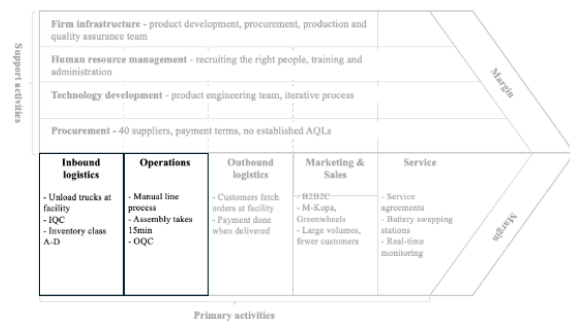 Firm infrastructure - product development, procurement, production and
quality assurance team
Human resource management - recruiting the right people, training and
administration
Technology development - product engineering team, iterative process
Procurement - 40 suppliers, payment terms, no established AQLs
Support activities
Margin
Inbound
logistics
- Unload trucks at
facility
- IQC
- Inventory class
A-D
Operations
- Manual line
process
- Assembly takes
15min
- OQC
Outbound
logistics
- Customers fetch
orders at facility
- Payment done
when delivered
Marketing &
Sales
- B2B2C
- M-Kopa,
Greenwheels
- Large volumes,
fewer customers
Service
- Service
agreements
- Battery swapping
stations
- Real-time
monitoring
Margin
Primary activities